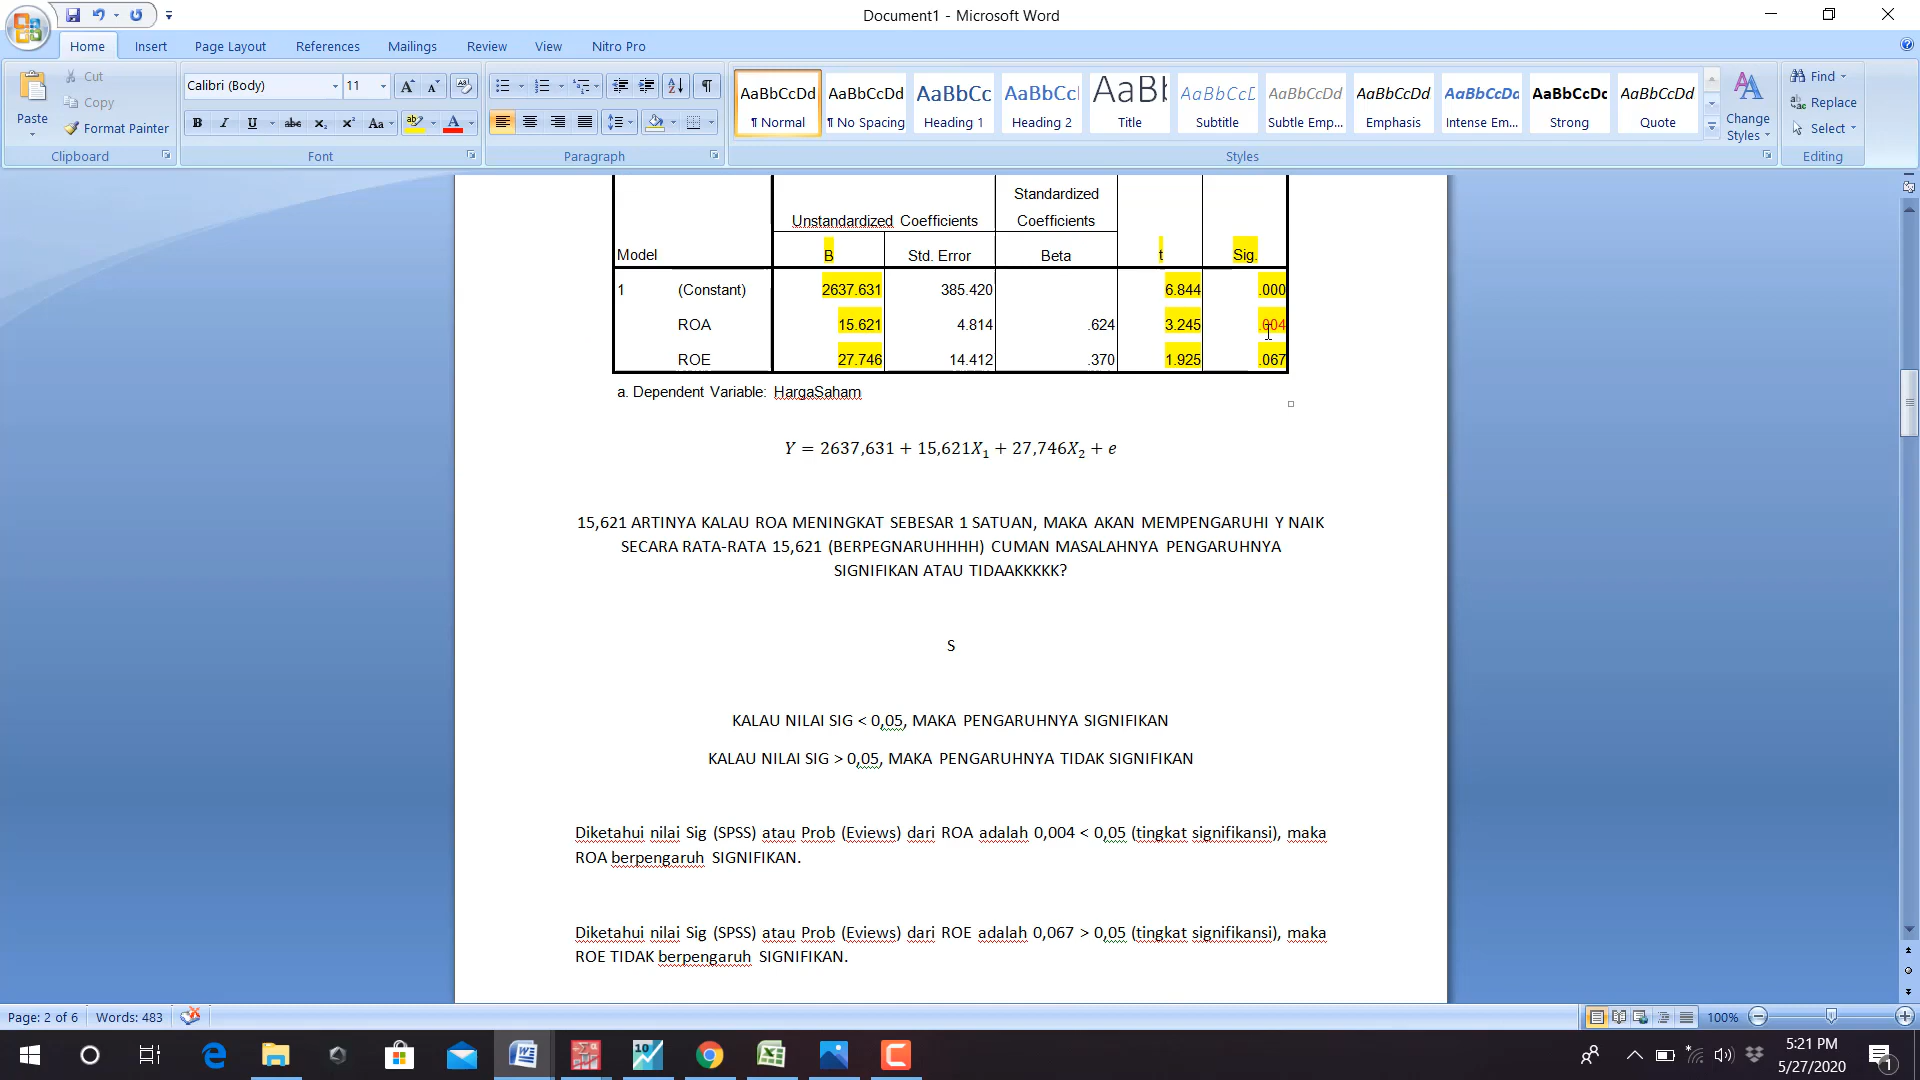 Document1 - Microsoft Word
Home Insert Page Layout References Mailings Review View Nitro Pro
Paste
Cut
Copy
Format Painter
Clipboard
Calibri (Body) 11
Font
Paragraph
AaBbCcDd AaBbCcDd AaBbCc AaBbCcI AaBl AaBbCcL AaBbCcDd AaBbCcDd AaBbCcDd AaBbCcDc AaBbCcDd
¶ Normal ¶ No Spacing Heading 1 Heading 2 Title Subtitle Subtle Emp... Emphasis Intense Em... Strong Quote
Change Styles
Styles
Find
Replace
Select
Editing
Standardized
Unstandardized Coefficients Coefficients
Model B Std. Error Beta t Sig.
1 (Constant) 2637.631 385.420 6.844 .000
ROA 15.621 4.814 .624 3.245 .004
ROE 27.746 14.412 .370 1.925 .067
a. Dependent Variable: HargaSaham
Y = 2637,631 + 15,621X₁ + 27,746X₂ + e
15,621 ARTINYA KALAU ROA MENINGKAT SEBESAR 1 SATUAN, MAKA AKAN MEMPENGARUHI Y NAIK
SECARA RATA-RATA 15,621 (BERPEGNARUHHHH) CUMAN MASALAHNYA PENGARUHNYA
SIGNIFIKAN ATAU TIDAAKKKKK?
S
KALAU NILAI SIG < 0,05, MAKA PENGARUHNYA SIGNIFIKAN
KALAU NILAI SIG > 0,05, MAKA PENGARUHNYA TIDAK SIGNIFIKAN
Diketahui nilai Sig (SPSS) atau Prob (Eviews) dari ROA adalah 0,004 < 0,05 (tingkat signifikansi), maka
ROA berpengaruh SIGNIFIKAN.
Diketahui nilai Sig (SPSS) atau Prob (Eviews) dari ROE adalah 0,067 > 0,05 (tingkat signifikansi), maka
ROE TIDAK berpengaruh SIGNIFIKAN.
Page: 2 of 6 Words: 483
100%
5:21 PM
5/27/2020
1